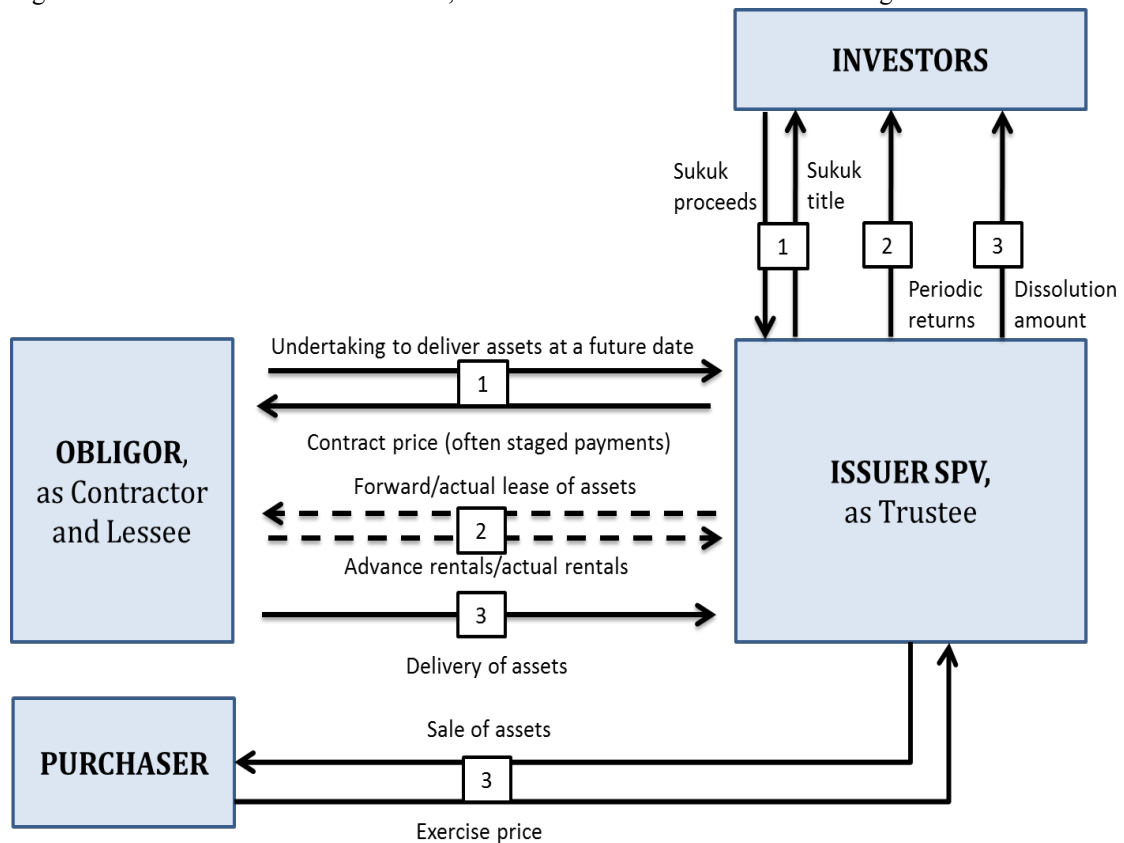 INVESTORS
Sukuk
proceeds
Sukuk
title
1
2
3
Periodic
returns
Dissolution
amount
Undertaking to deliver assets at a future date
1
Contract price (often staged payments)
OBLIGOR,
as Contractor
and Lessee
Forward/actual lease of assets
2
Advance rentals/actual rentals
ISSUER SPV,
as Trustee
3
Delivery of assets
Sale of assets
PURCHASER
3
Exercise price